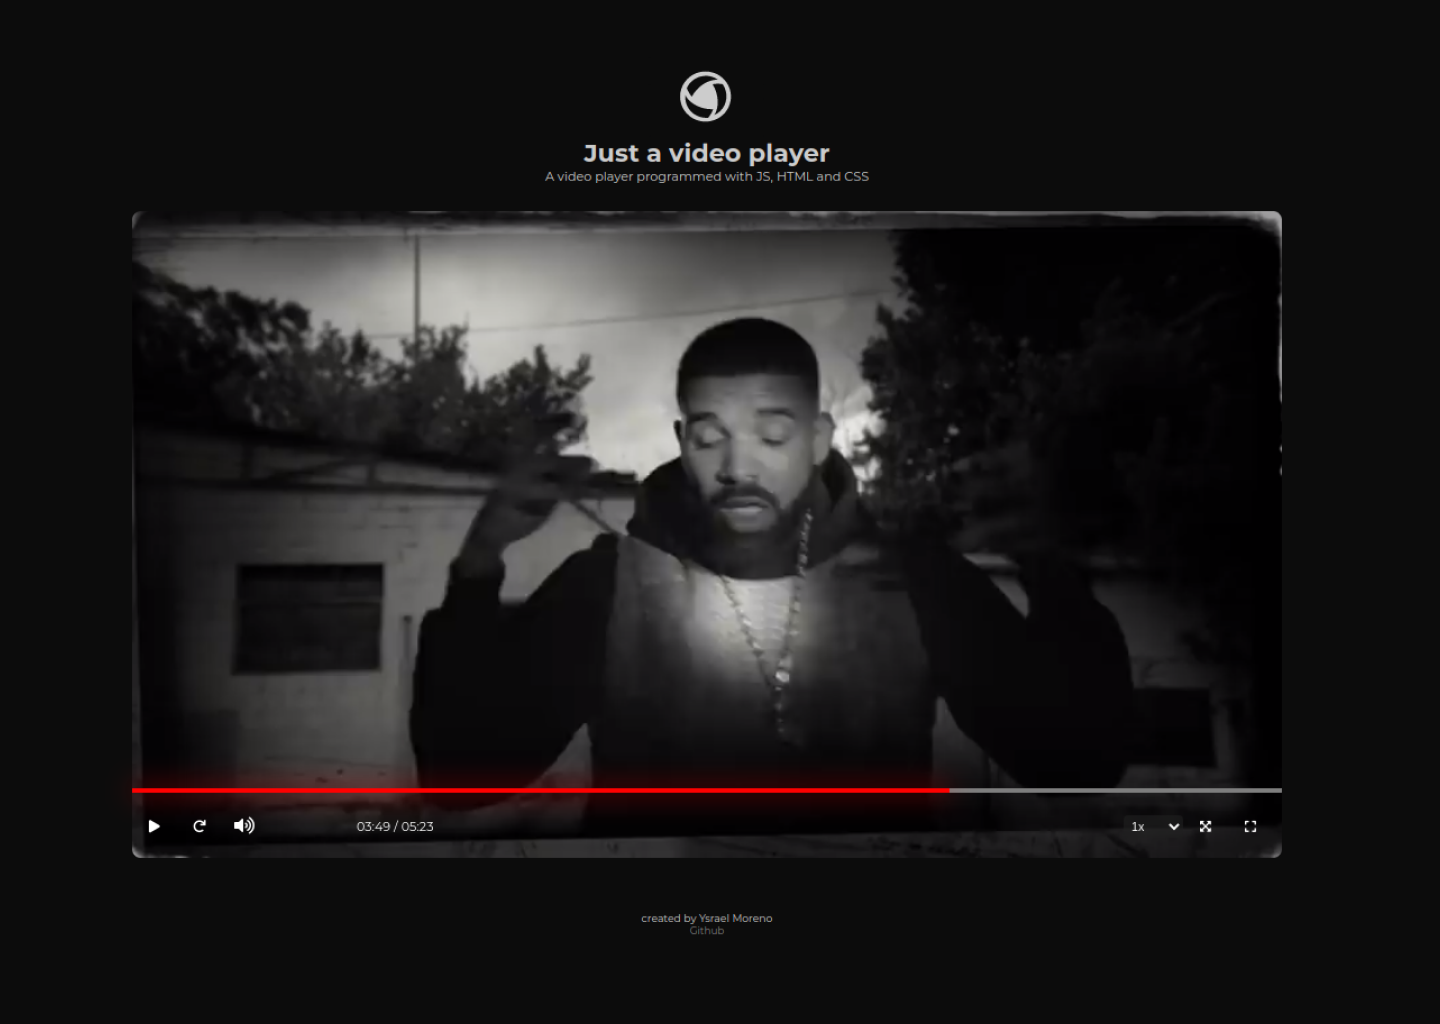 Just a video player
A video player programmed with JS, HTML and CSS
03:49 / 05:23
1x
created by Ysrael Moreno
Github